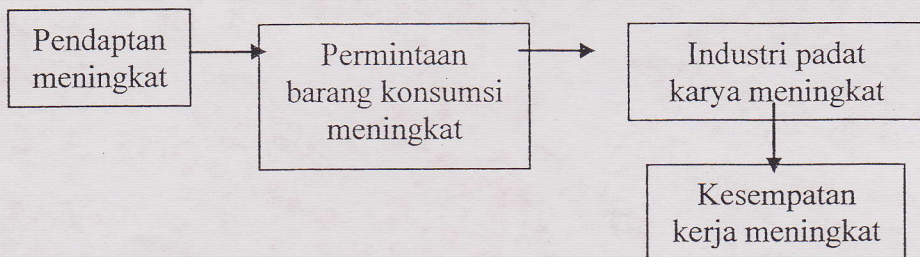 Pendaptan
meningkat
Permintaan
barang konsumsi
meningkat
Industri padat
karya meningkat
Kesempatan
kerja meningkat